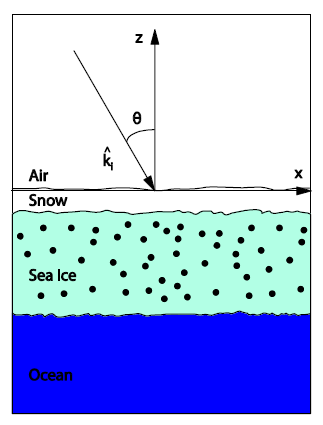 z
θ
k̂i
Air
x
Snow
Sea Ice
Ocean